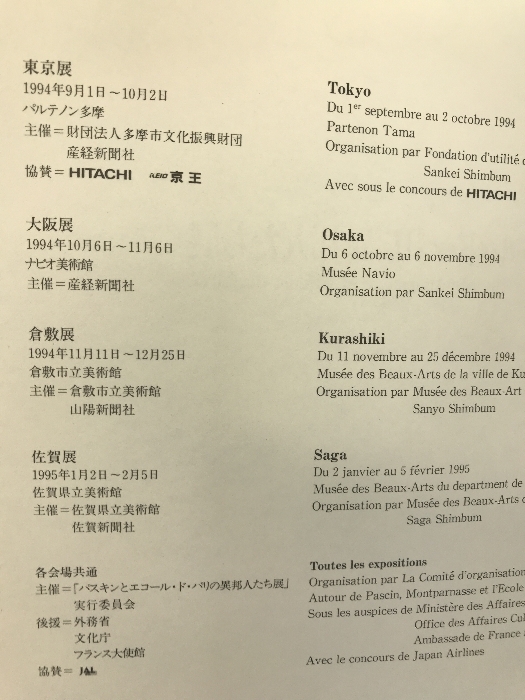 東京展
1994年9月1日～10月2日
パルテノン多摩
主催＝財団法人多摩市文化振興財団
産経新聞社
協賛＝HITACHI KEIO 京王
大阪展
1994年10月6日～11月6日
ナビオ美術館
主催＝産経新聞社
倉敷展
1994年11月11日～12月25日
倉敷市立美術館
主催＝倉敷市立美術館
山陽新聞社
佐賀展
1995年1月2日～2月5日
佐賀県立美術館
主催＝佐賀県立美術館
佐賀新聞社
各会場共通
主催＝「パスキンとエコール・ド・パリの異邦人たち展」
実行委員会
後援＝外務省
文化庁
フランス大使館
協賛＝JAL
Tokyo
Du 1er septembre au 2 octobre 1994
Partenon Tama
Organisation par Fondation d'utilité
Sankei Shimbum
Avec sous le concours de HITACHI
Osaka
Du 6 octobre au 6 novembre 1994
Musée Navio
Organisation par Sankei Shimbum
Kurashiki
Du 11 novembre au 25 décembre 1994
Musée des Beaux-Arts de la ville de Ku
Organisation par Musée des Beaux-Art
Sanyo Shimbum
Saga
Du 2 janvier au 5 février 1995
Musée des Beaux-Arts du department de
Organisation par Musée des Beaux-Arts
Saga Shimbum
Toutes les expositions
Organisation par La Comité d'organisation
Autour de Pascin, Montparnasse et l'Ecole
Sous les auspices de Ministère des Affaires
Office des Affaires Cul
Ambassade de France
Avec le concours de Japan Airlines